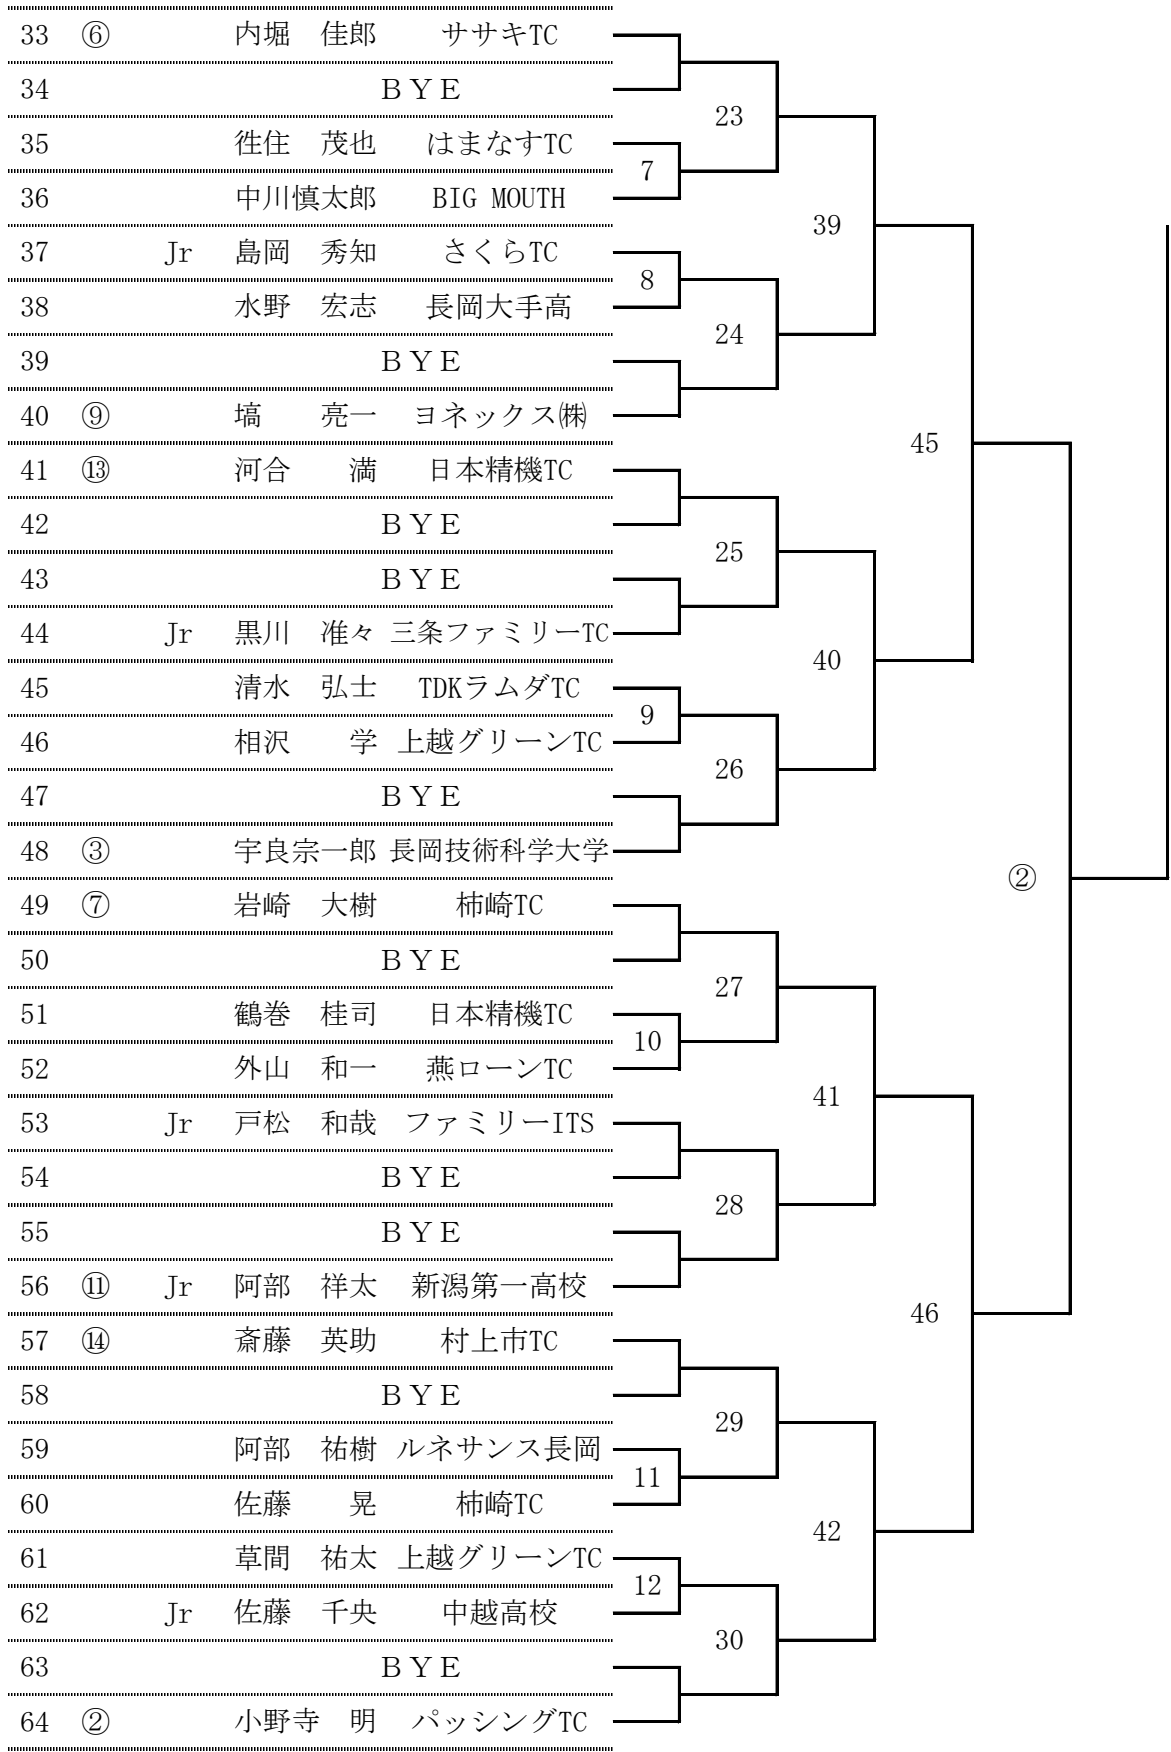 33 ⑥ 内堀 佳郎 ササキTC
34 ＢＹＥ
23
35 徃住 茂也 はまなすTC
7
36 中川慎太郎 BIG MOUTH
39
37 Jr 島岡 秀知 さくらTC
8
38 水野 宏志 長岡大手高
24
39 ＢＹＥ
40 ⑨ 塙 亮一 ヨネックス㈱
45
41 ⑬ 河合 満 日本精機TC
42 ＢＹＥ
25
43 ＢＹＥ
44 Jr 黒川 准々 三条ファミリーTC
40
45 清水 弘士 TDKラムダTC
9
46 相沢 学 上越グリーンTC
26
47 ＢＹＥ
48 ③ 宇良宗一郎 長岡技術科学大学
②
49 ⑦ 岩崎 大樹 柿崎TC
50 ＢＹＥ
27
51 鶴巻 桂司 日本精機TC
10
52 外山 和一 燕ローンTC
41
53 Jr 戸松 和哉 ファミリーITS
54 ＢＹＥ
28
55 ＢＹＥ
56 ⑪ Jr 阿部 祥太 新潟第一高校
46
57 ⑭ 斎藤 英助 村上市TC
58 ＢＹＥ
29
59 阿部 祐樹 ルネサンス長岡
11
60 佐藤 晃 柿崎TC
42
61 草間 祐太 上越グリーンTC
12
62 Jr 佐藤 千央 中越高校
30
63 ＢＹＥ
64 ② 小野寺 明 パッシングTC